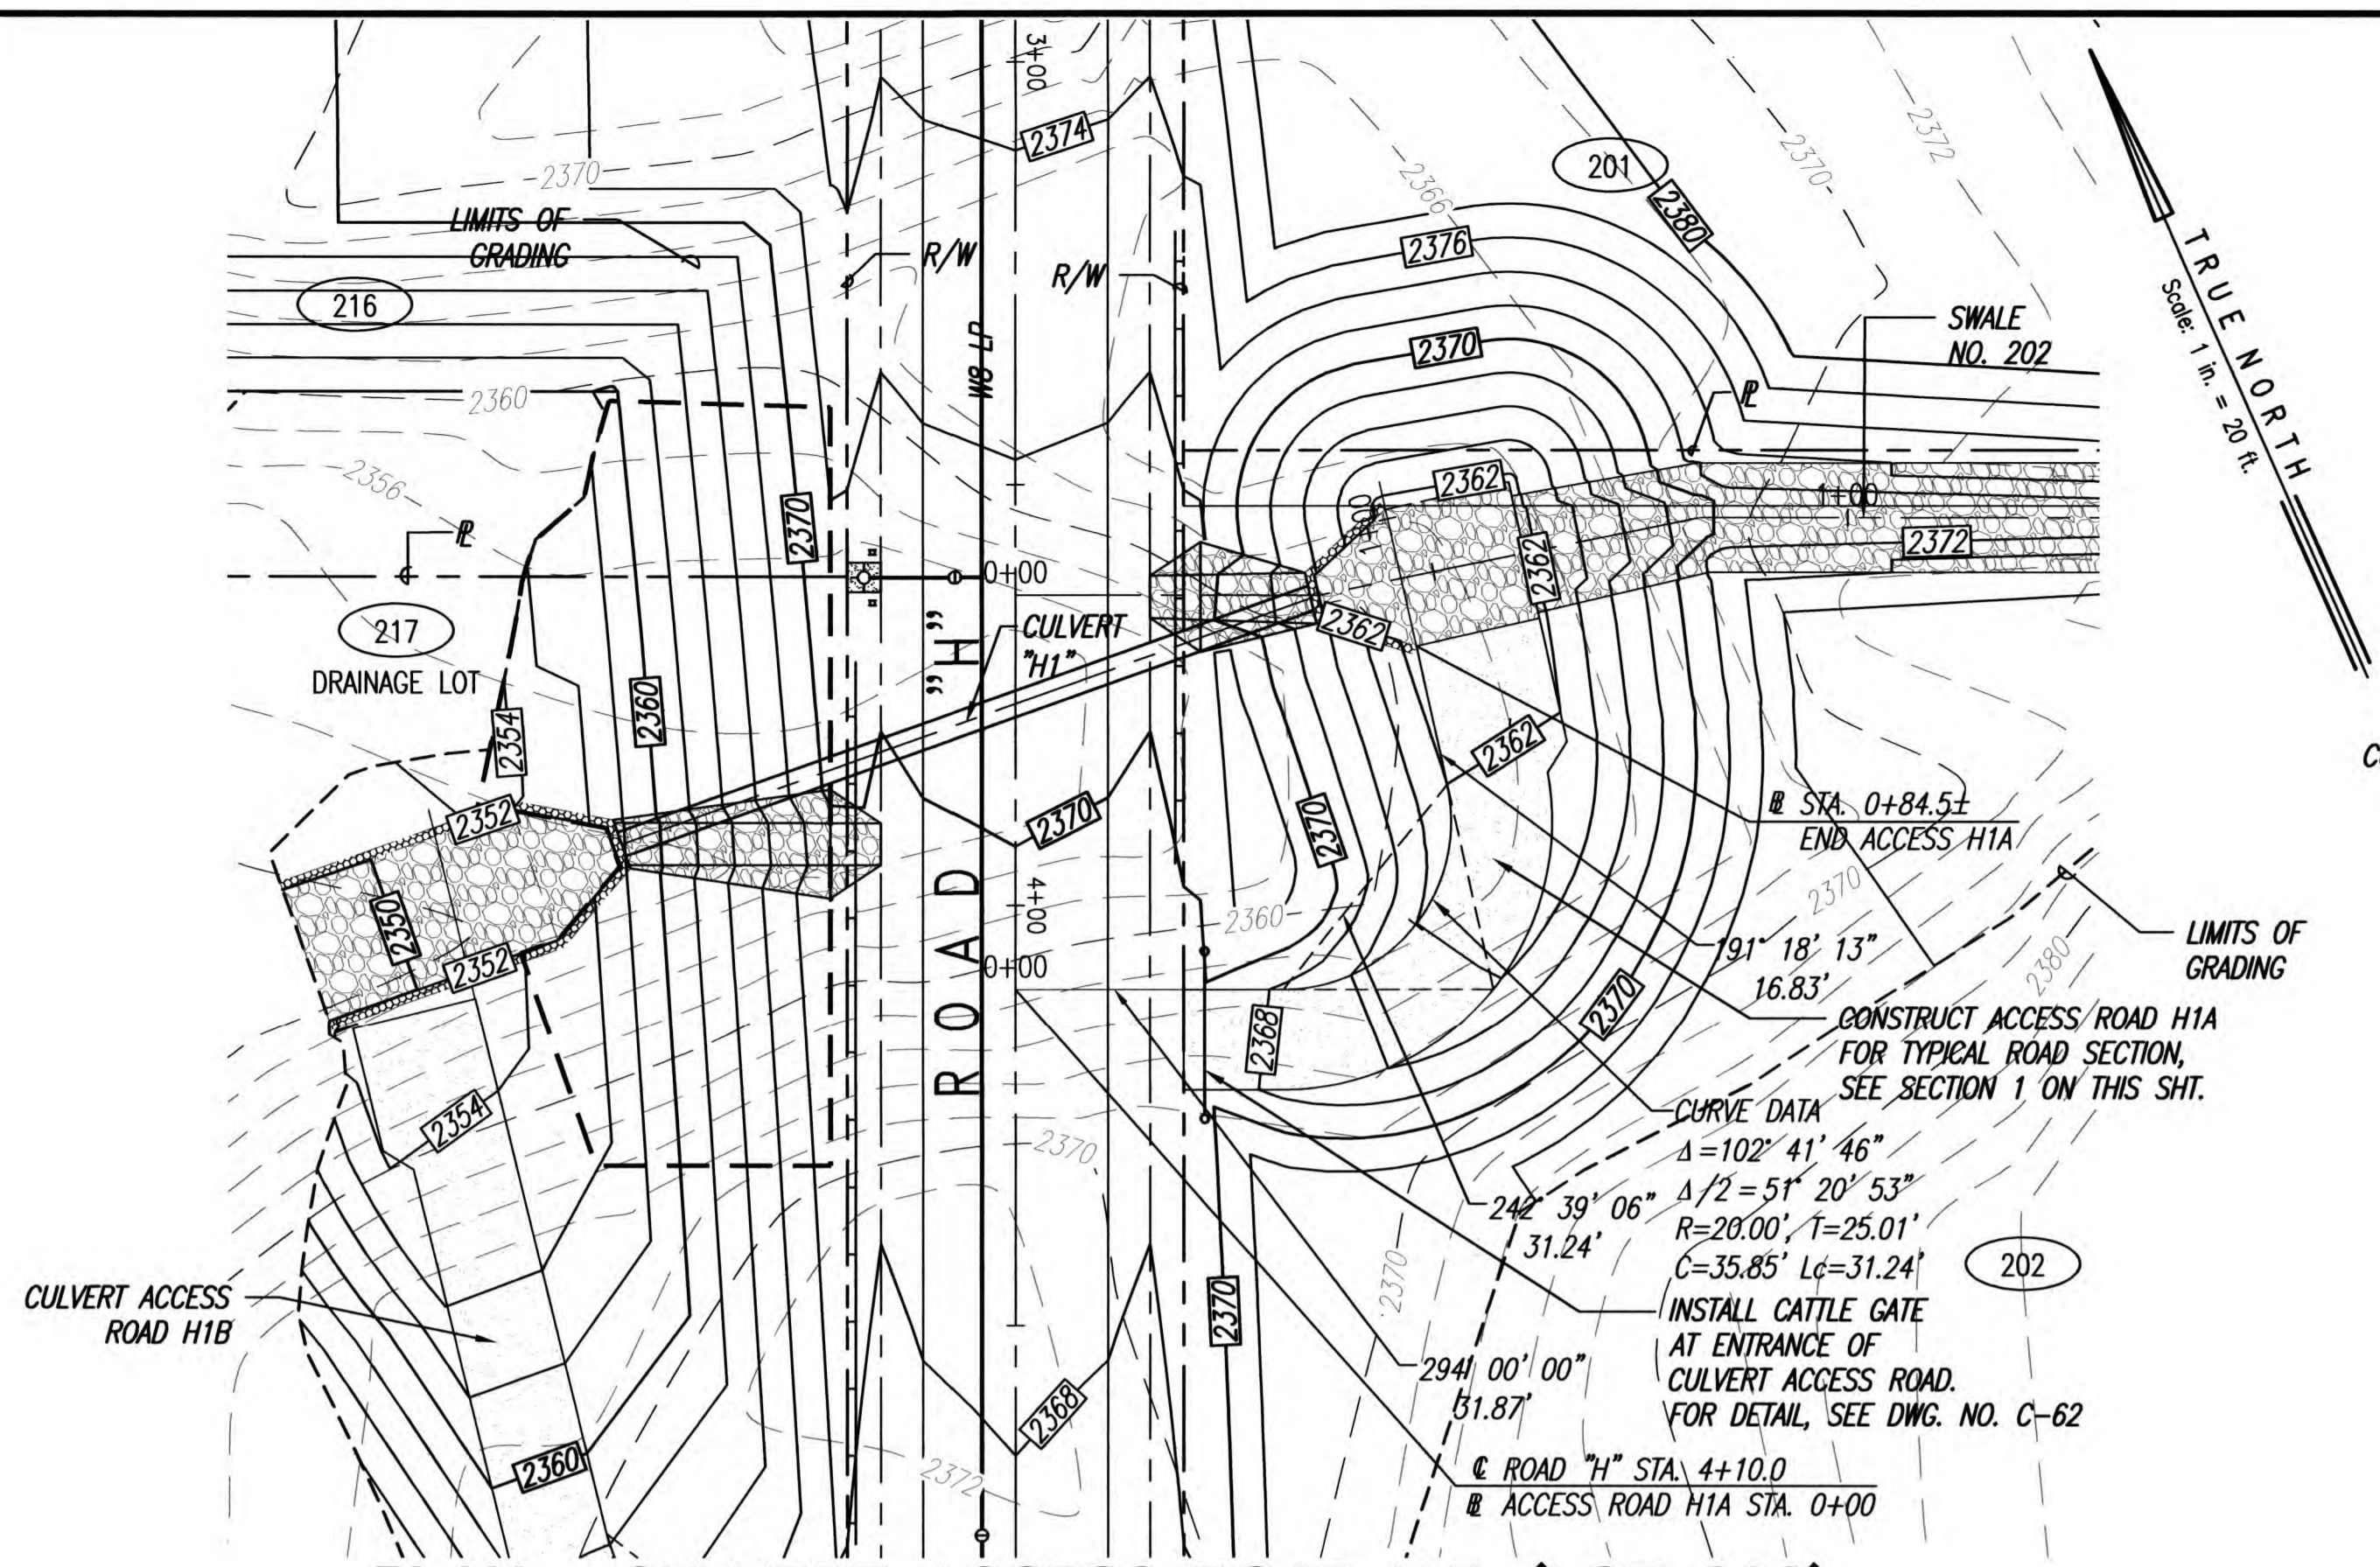 3+00
2374
2372
2370
201
2366
2370
2380
TRUE NORTH
Scale: 1 in. = 20 ft.
LIMITS OF
GRADING
R/W
R/W
2376
216
W8 LP
2370
SWALE
NO. 202
2360
2356
2362
1+00
2370
2362
2372
0+00
217
DRAINAGE LOT
CULVERT
"H1"
2362
2360
2354
2362
ROAD "H"
2352
2370
2370
℄ STA. 0+84.5±
END ACCESS H1A
2370
2350
4+00
2360
LIMITS OF
GRADING
191° 18' 13"
16.83'
2380
2352
0+00
2368
2370
CONSTRUCT ACCESS ROAD H1A
FOR TYPICAL ROAD SECTION,
SEE SECTION 1 ON THIS SHT.
2354
2370
CURVE DATA
Δ=102° 41' 46"
Δ/2=51° 20' 53"
R=20.00', T=25.01'
C=35.85' Lc=31.24'
242° 39' 06"
31.24'
202
2370
2370
CULVERT ACCESS
ROAD H1B
INSTALL CATTLE GATE
AT ENTRANCE OF
CULVERT ACCESS ROAD.
FOR DETAIL, SEE DWG. NO. C-62
294° 00' 00"
31.87'
2368
2360
2372
℄ ROAD "H" STA. 4+10.0
℄ ACCESS ROAD H1A STA. 0+00